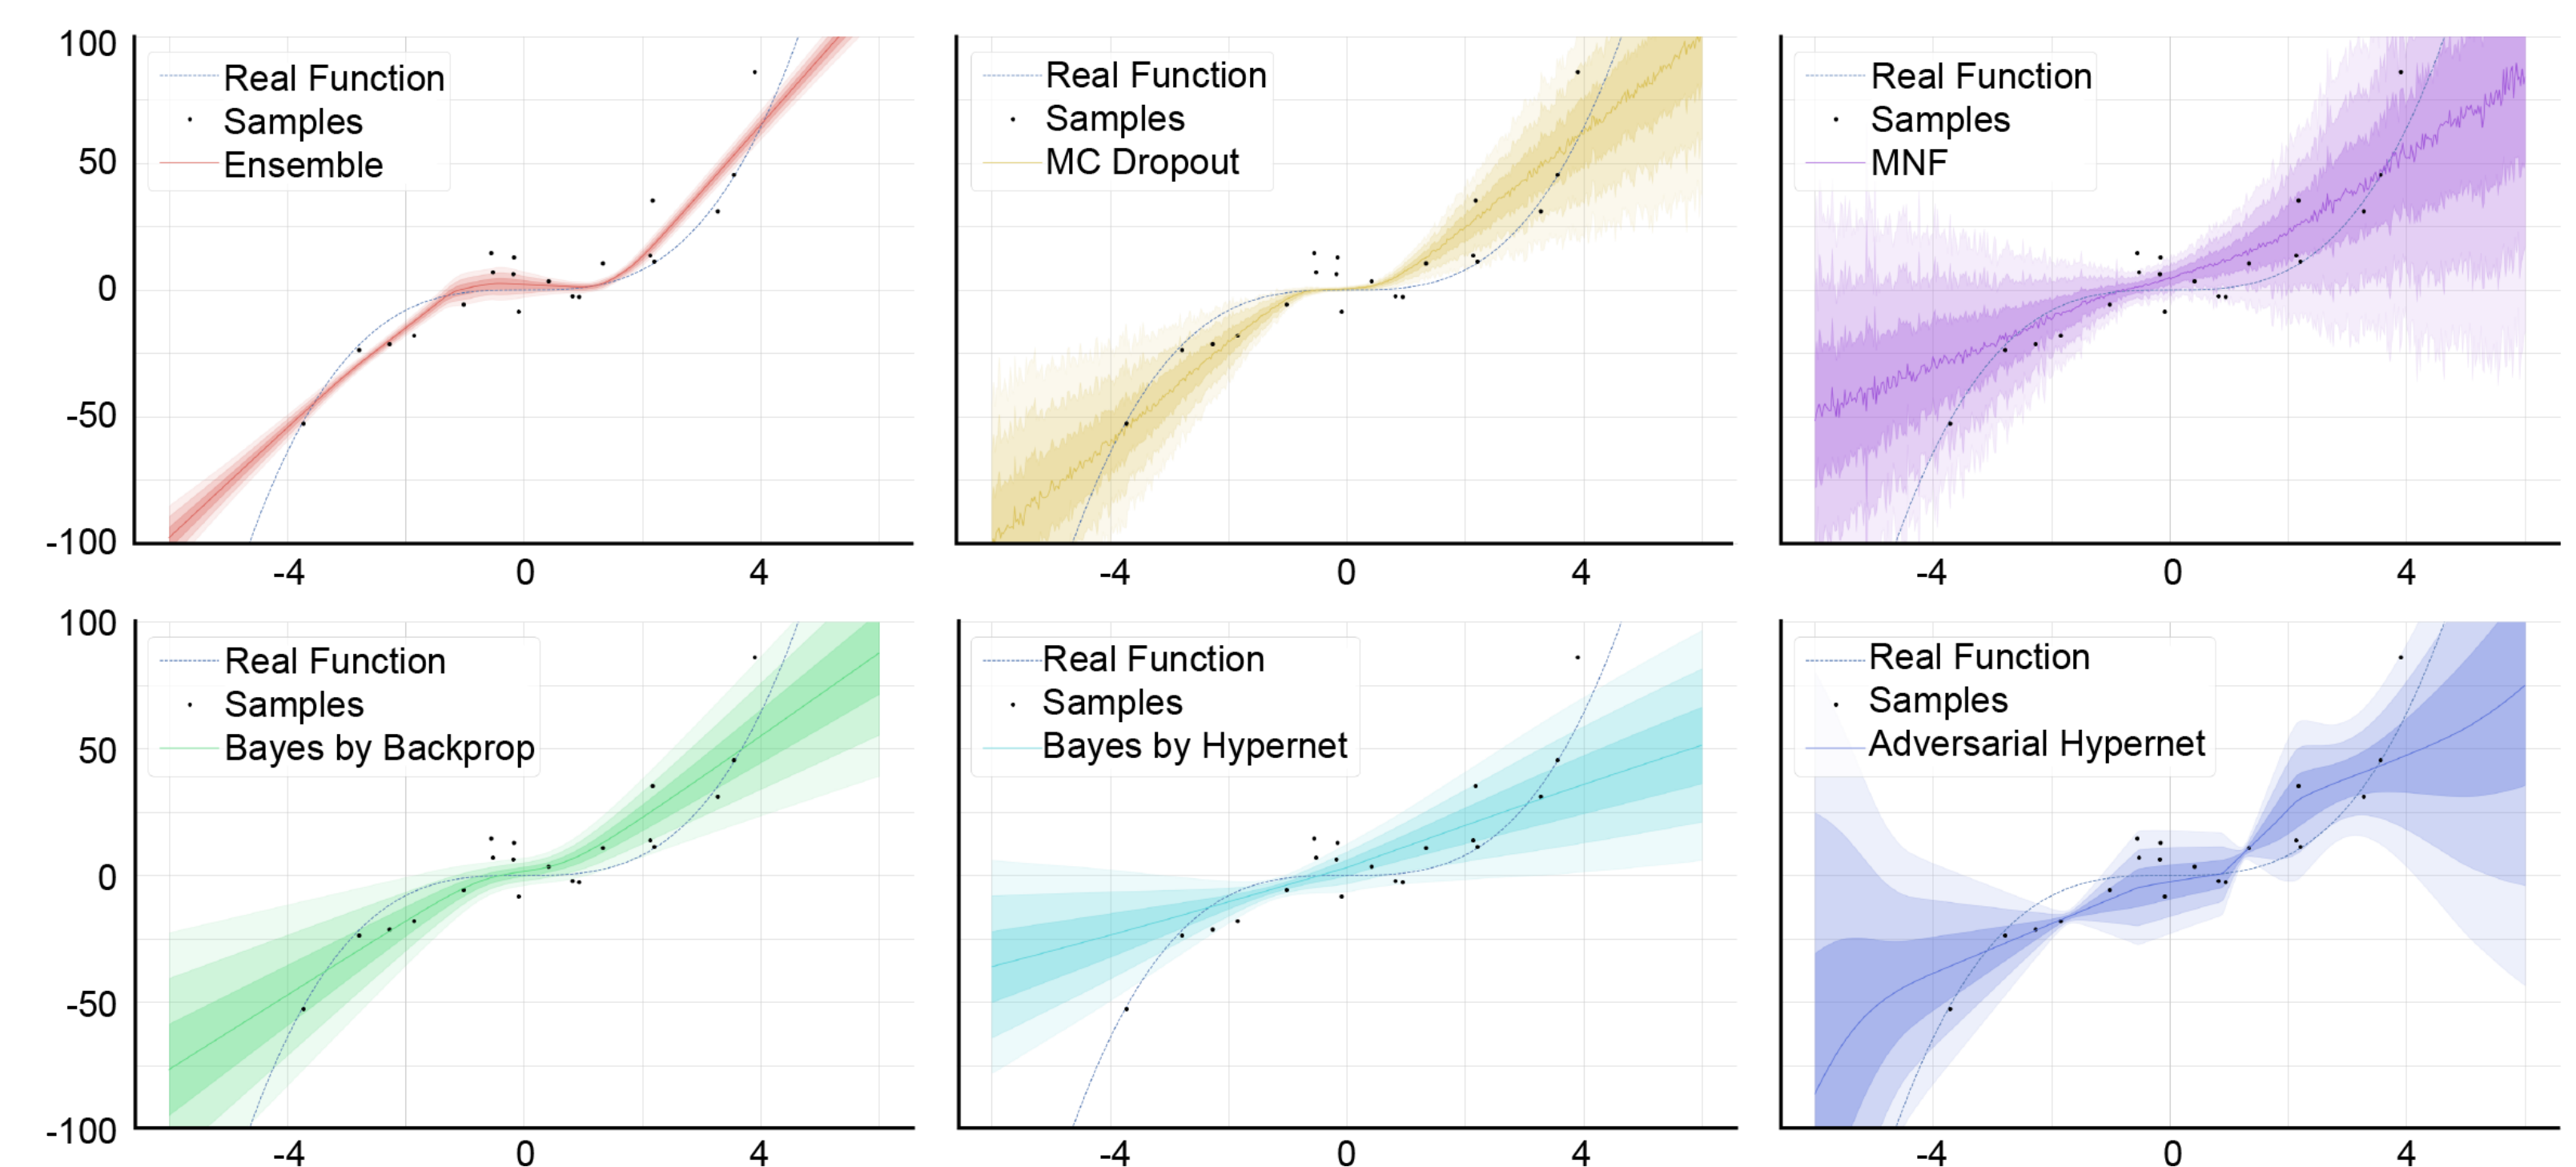 100
50
0
-50
-100
Real Function
Samples
Ensemble
-4 0 4
Real Function
Samples
MC Dropout
-4 0 4
Real Function
Samples
MNF
-4 0 4
100
50
0
-50
-100
Real Function
Samples
Bayes by Backprop
-4 0 4
Real Function
Samples
Bayes by Hypernet
-4 0 4
Real Function
Samples
Adversarial Hypernet
-4 0 4